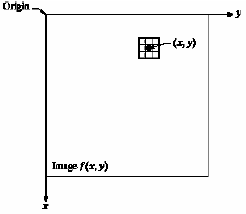 Origin
y
(x, y)
Image f(x, y)
x